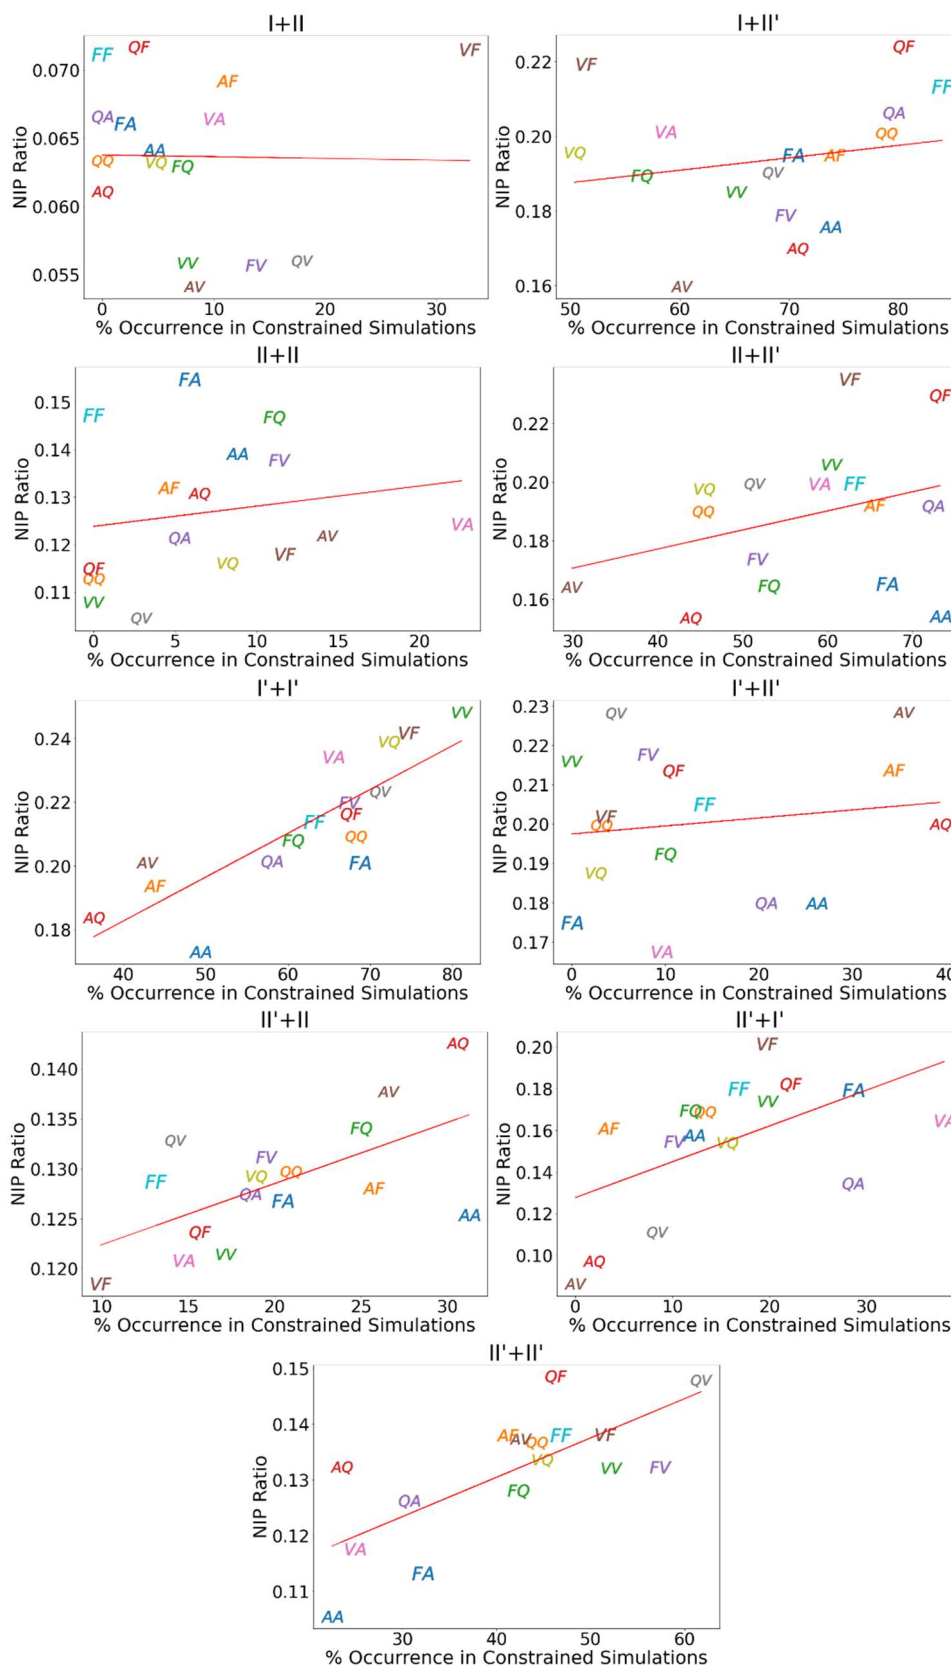 I+II
NIP Ratio
0.070
0.065
0.060
0.055
FF
QF
VF
AF
QA
FA
VA
AA
QQ
VQ
FQ
AQ
VV
FV
QV
AV
0
10
20
30
% Occurrence in Constrained Simulations
I+II'
NIP Ratio
0.22
0.20
0.18
0.16
QF
VF
FF
QA
VA
QQ
VQ
FA
AF
FQ
QV
VV
FV
AA
AQ
AV
50
60
70
80
% Occurrence in Constrained Simulations
II+II
NIP Ratio
0.15
0.14
0.13
0.12
0.11
FA
FF
FQ
AA
FV
AF
AQ
VA
QA
AV
VF
VQ
QF
QQ
VV
QV
0
5
10
15
20
% Occurrence in Constrained Simulations
II+II'
NIP Ratio
0.22
0.20
0.18
0.16
VF
QF
VV
QV
VA
FF
VQ
QQ
AF
QA
FV
AV
FQ
FA
AQ
AA
30
40
50
60
70
% Occurrence in Constrained Simulations
I'+I'
NIP Ratio
0.24
0.22
0.20
0.18
VV
VF
VQ
VA
QV
FV
QF
FF
FQ
QQ
AV
QA
FA
AF
AQ
AA
40
50
60
70
80
% Occurrence in Constrained Simulations
I'+II'
NIP Ratio
0.23
0.22
0.21
0.20
0.19
0.18
0.17
QV
AV
FV
VV
QF
AF
FF
VF
QQ
AQ
FQ
VQ
QA
AA
FA
VA
0
10
20
30
40
% Occurrence in Constrained Simulations
II'+II
NIP Ratio
0.140
0.135
0.130
0.125
0.120
AQ
AV
FQ
QV
FV
VQ
QQ
FF
QA
FA
AF
AA
QF
VV
VA
VF
10
15
20
25
30
% Occurrence in Constrained Simulations
II'+I'
NIP Ratio
0.20
0.18
0.16
0.14
0.12
0.10
VF
QF
FF
FA
VV
FQ
QQ
VA
AF
AA
FV
VQ
QA
QV
AQ
AV
0
10
20
30
% Occurrence in Constrained Simulations
II'+II'
NIP Ratio
0.15
0.14
0.13
0.12
0.11
QF
QV
AF
AV
QQ
FF
VF
VQ
AQ
VV
FV
FQ
QA
VA
FA
AA
30
40
50
60
% Occurrence in Constrained Simulations